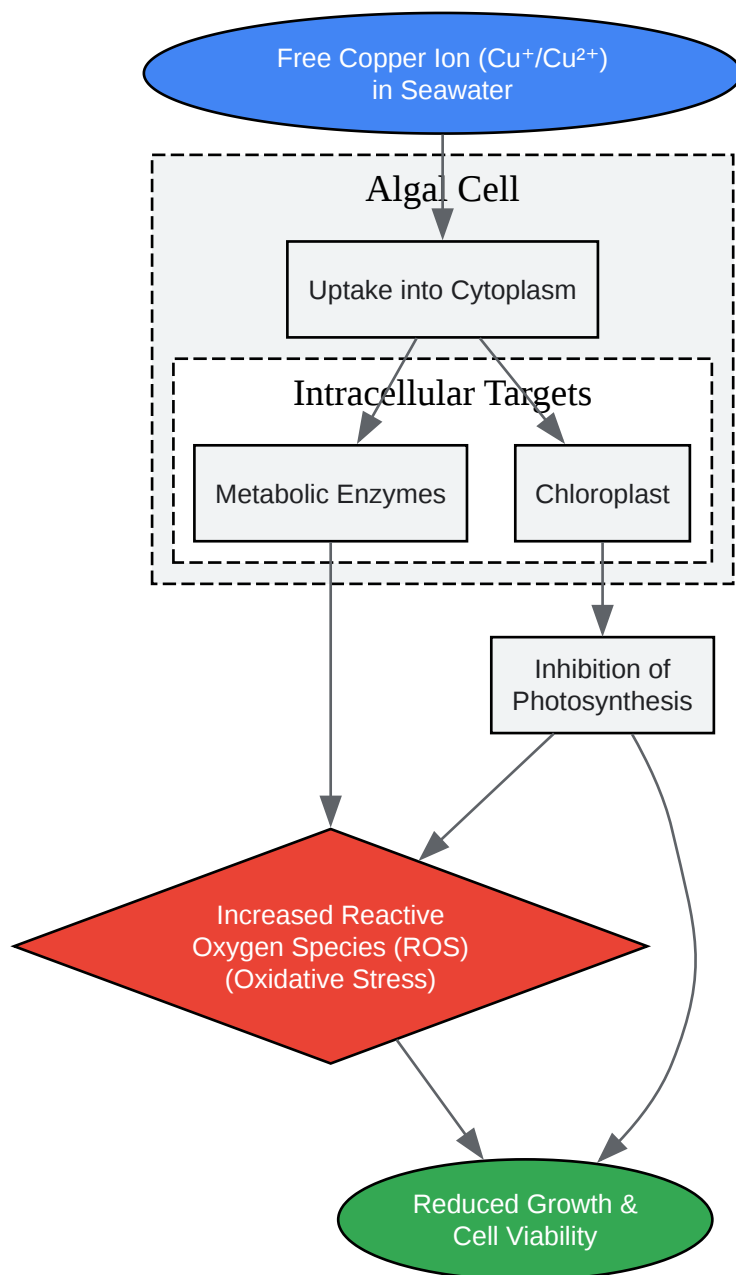 Free Copper Ion (Cu⁺/Cu²⁺)
in Seawater
Algal Cell
Uptake into Cytoplasm
Intracellular Targets
Metabolic Enzymes
Chloroplast
Inhibition of
Photosynthesis
Increased Reactive
Oxygen Species (ROS)
(Oxidative Stress)
Reduced Growth &
Cell Viability